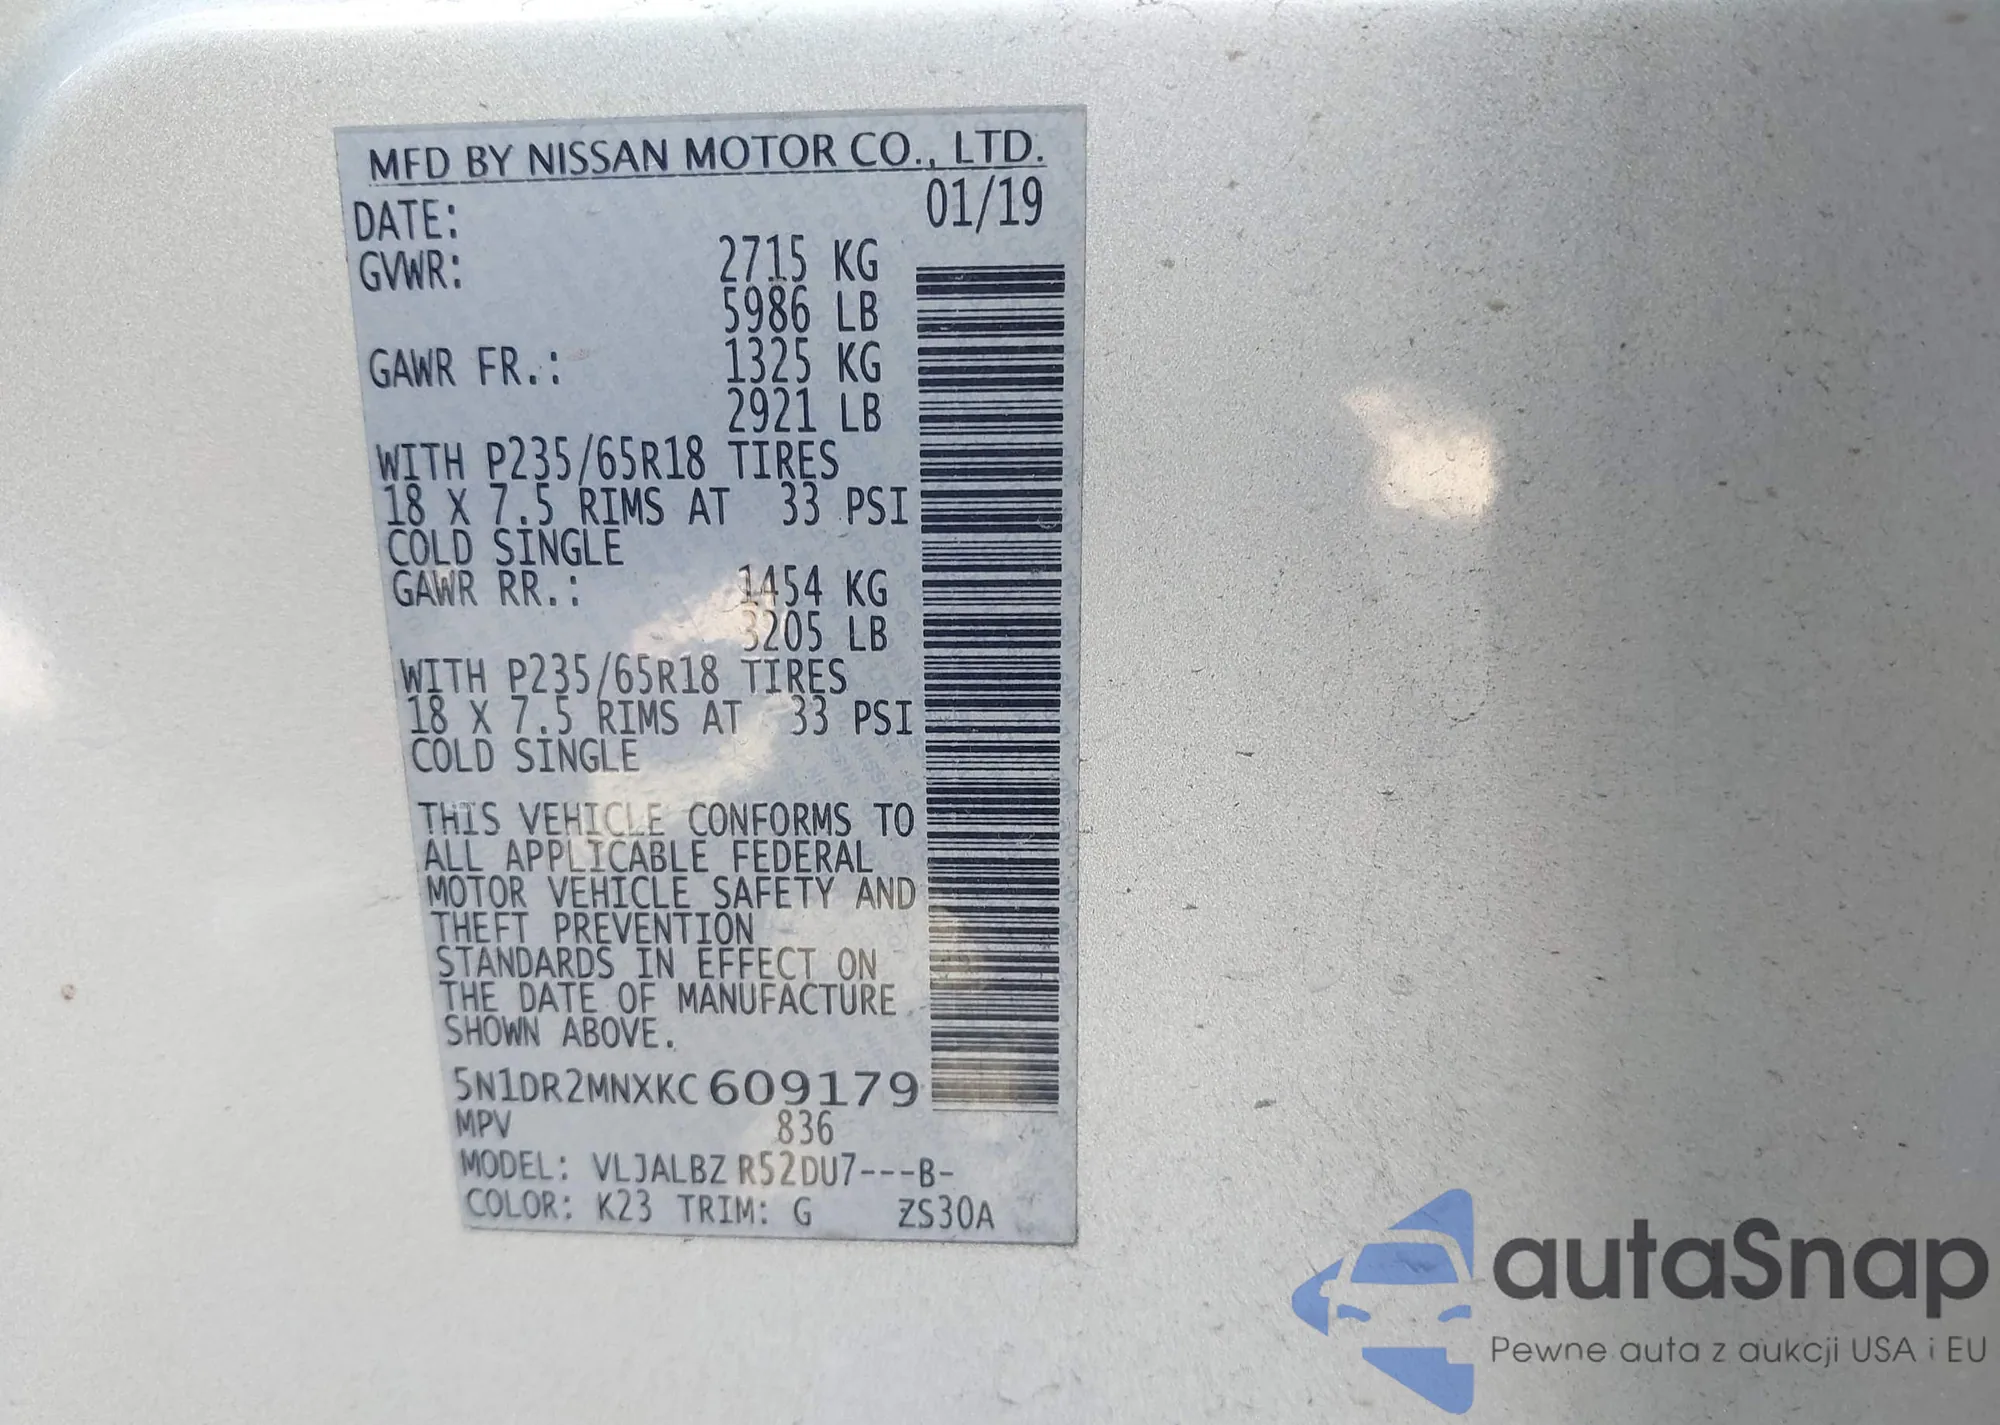 MFD BY NISSAN MOTOR CO., LTD.
DATE: 01/19
GVWR: 2715 KG
5986 LB
GAWR FR.: 1325 KG
2921 LB
WITH P235/65R18 TIRES
18 X 7.5 RIMS AT 33 PSI
COLD SINGLE
GAWR RR.: 1454 KG
3205 LB
WITH P235/65R18 TIRES
18 X 7.5 RIMS AT 33 PSI
COLD SINGLE
THIS VEHICLE CONFORMS TO
ALL APPLICABLE FEDERAL
MOTOR VEHICLE SAFETY AND
THEFT PREVENTION
STANDARDS IN EFFECT ON
THE DATE OF MANUFACTURE
SHOWN ABOVE.
5N1DR2MNXKC609179
MPV 836
MODEL: VLJALBZ R52DU7---B-
COLOR: K23 TRIM: G ZS30A
autaSnap
Pewne auta z aukcji USA i EU